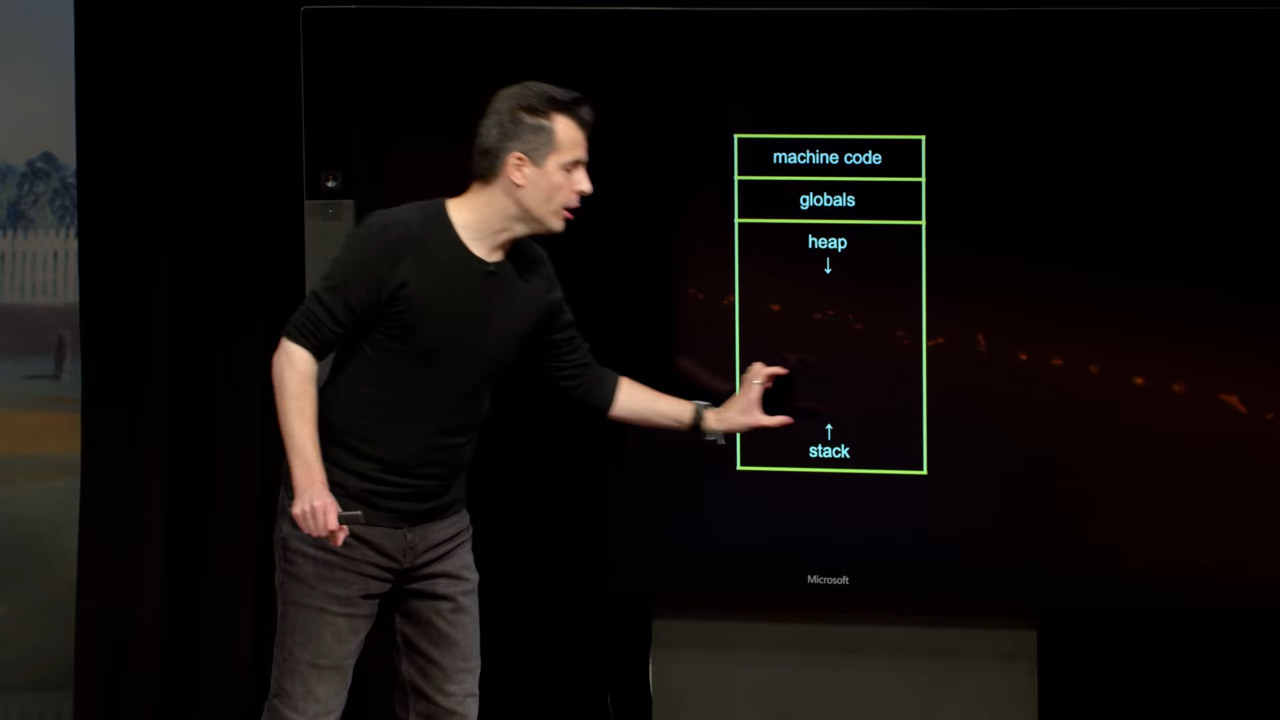 machine code
globals
heap
↓
↑
stack
Microsoft